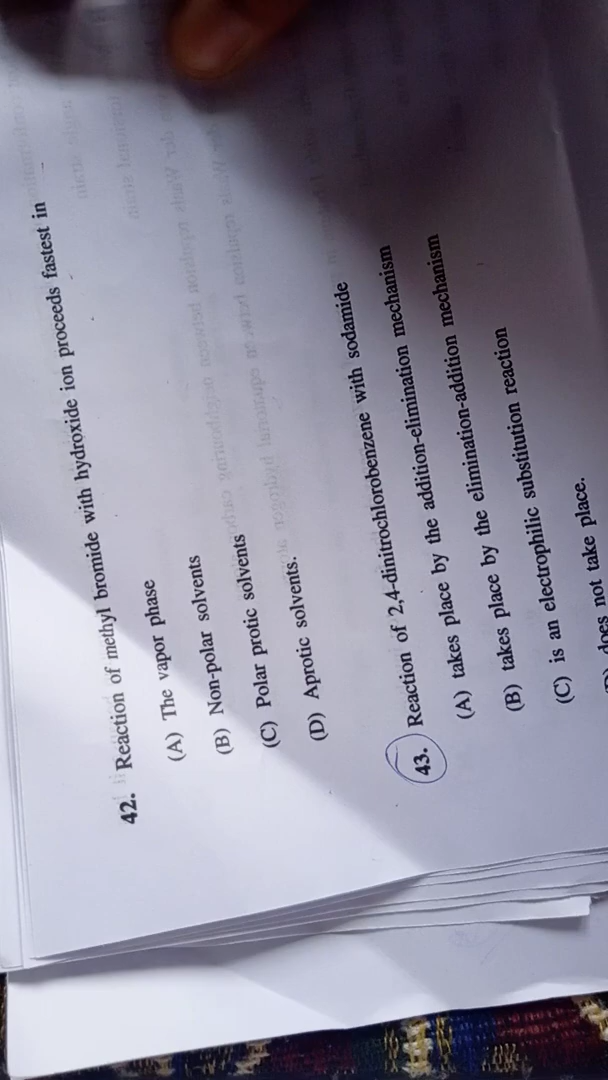 42. Reaction of methyl bromide with hydroxide ion proceeds fastest in
(A) The vapor phase
(B) Non-polar solvents
(C) Polar protic solvents
(D) Aprotic solvents.
43. Reaction of 2,4-dinitrochlorobenzene with sodamide
(A) takes place by the addition-elimination mechanism
(B) takes place by the elimination-addition mechanism
(C) is an electrophilic substitution reaction
does not take place.